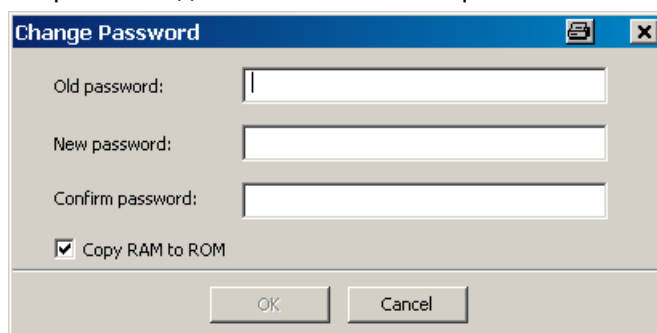 Change Password
Old password:
New password:
Confirm password:
Copy RAM to ROM
OK
Cancel